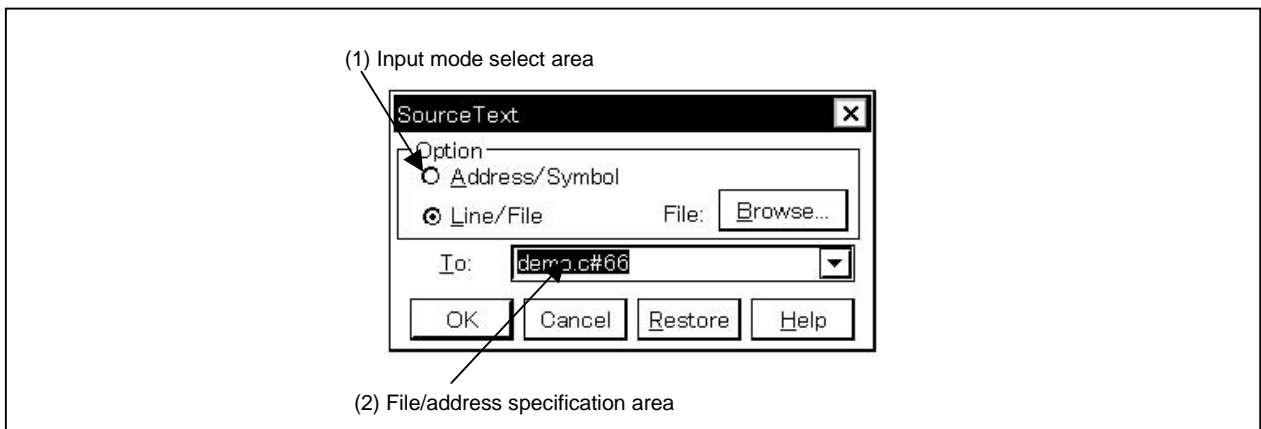 (1) Input mode select area
SourceText
Option
Address/Symbol
Line/File File: Browse...
To: demo.c#66
OK Cancel Restore Help
(2) File/address specification area